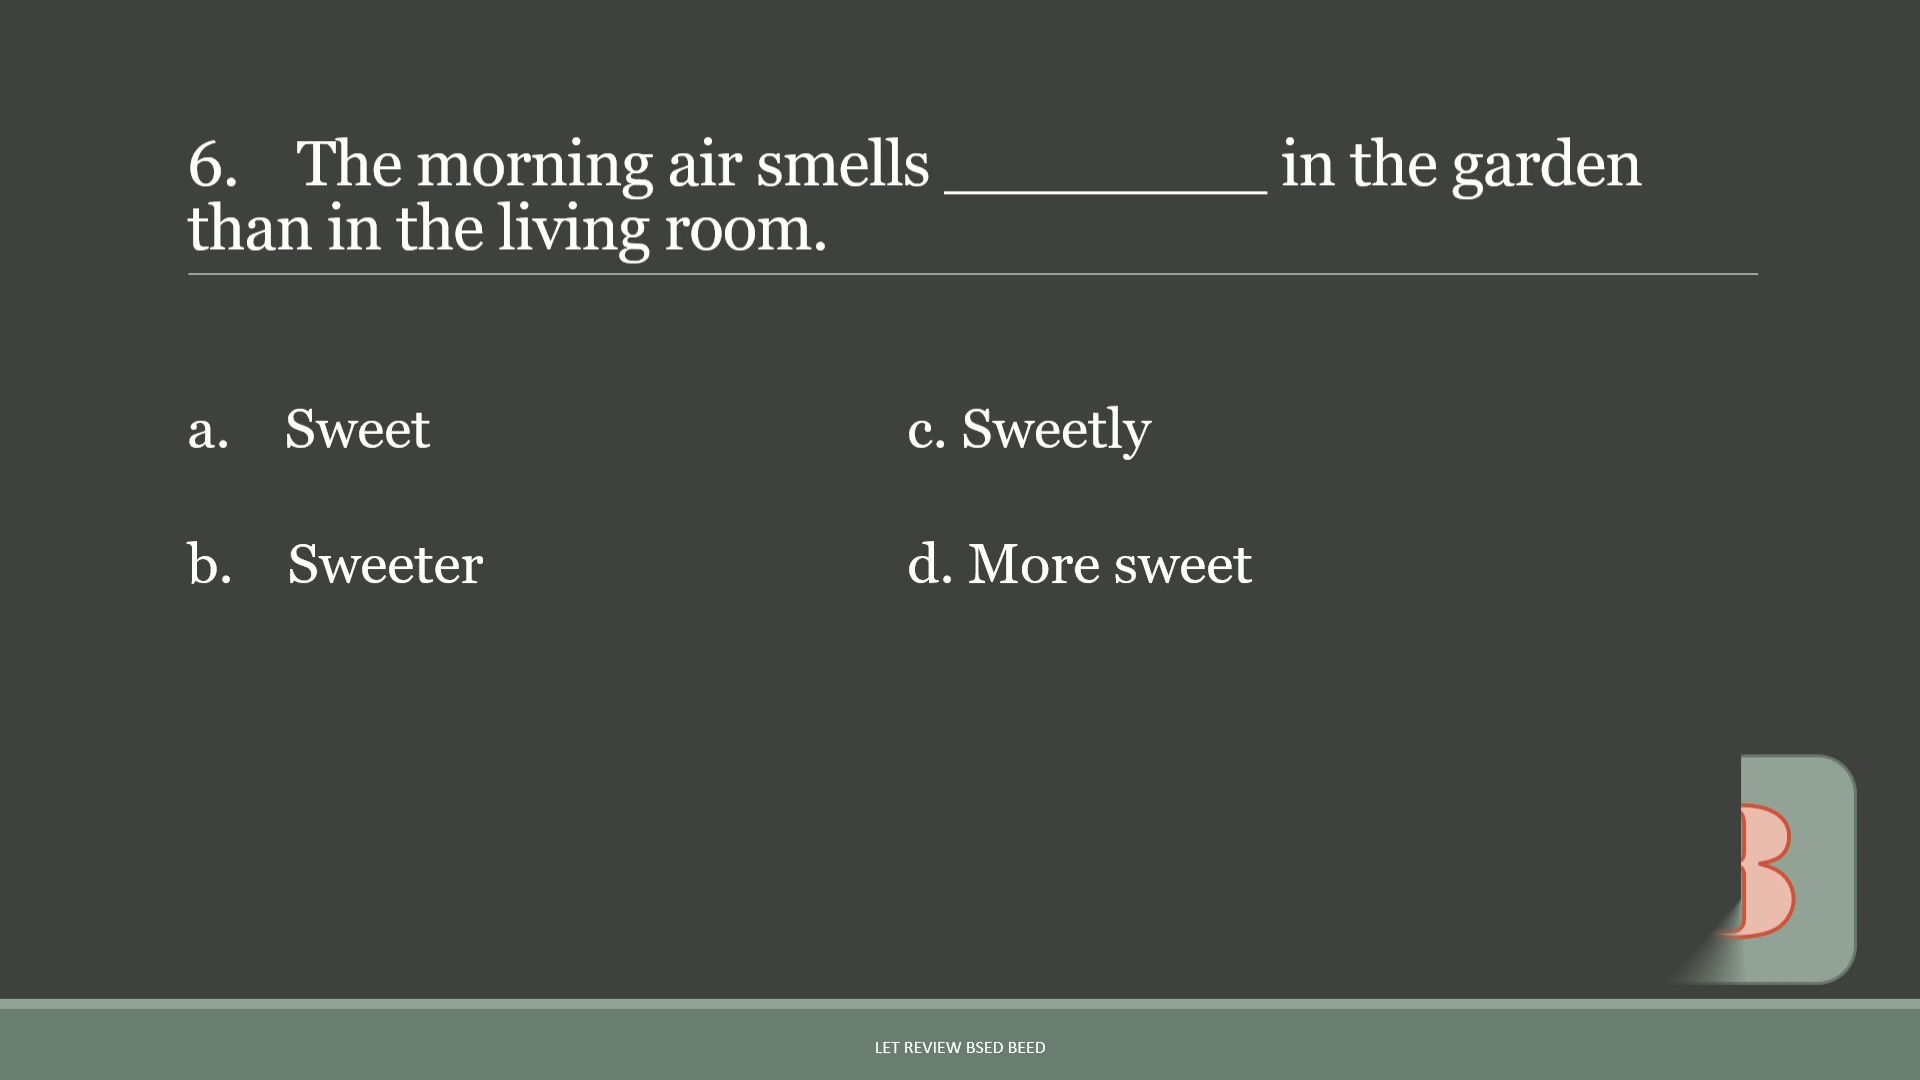 6. The morning air smells __________ in the garden
than in the living room.
a. Sweet
b. Sweeter
c. Sweetly
d. More sweet
B
LET REVIEW BSED BEED